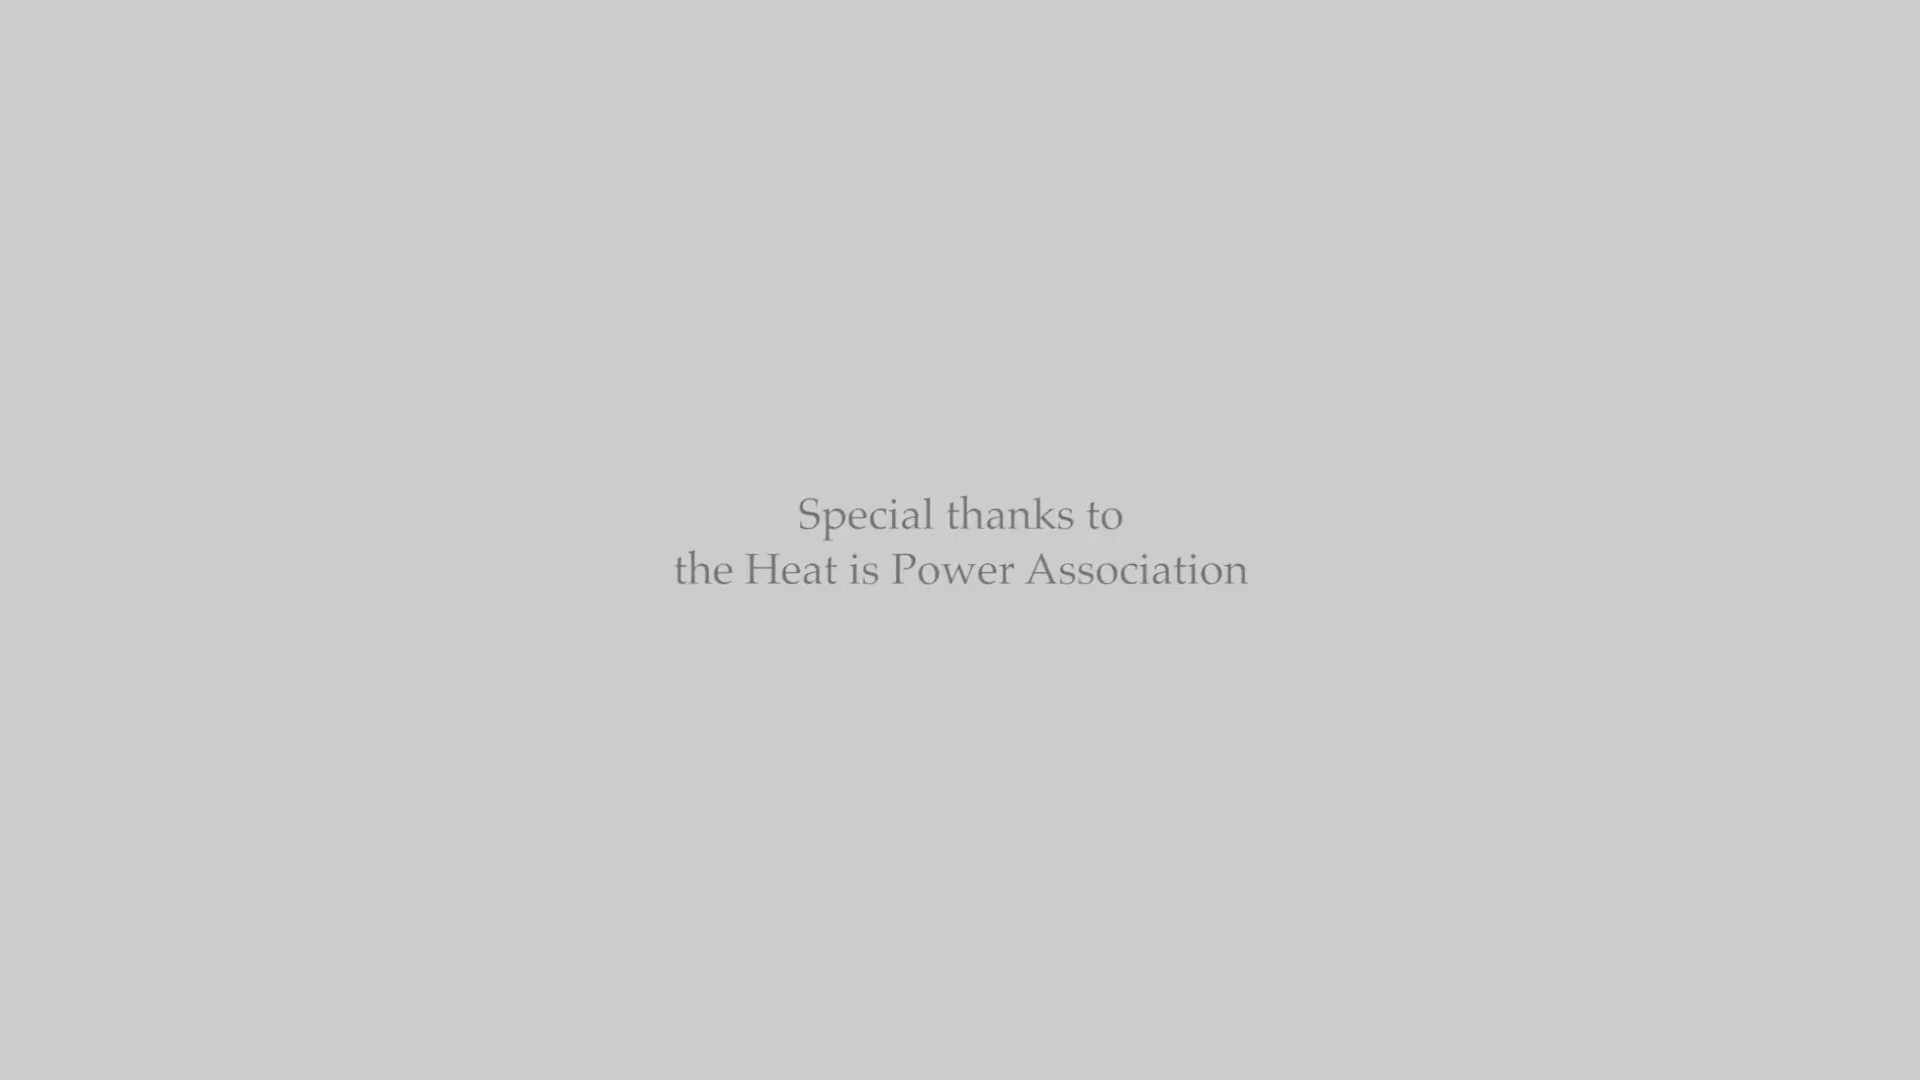 Special thanks to
the Heat is Power Association